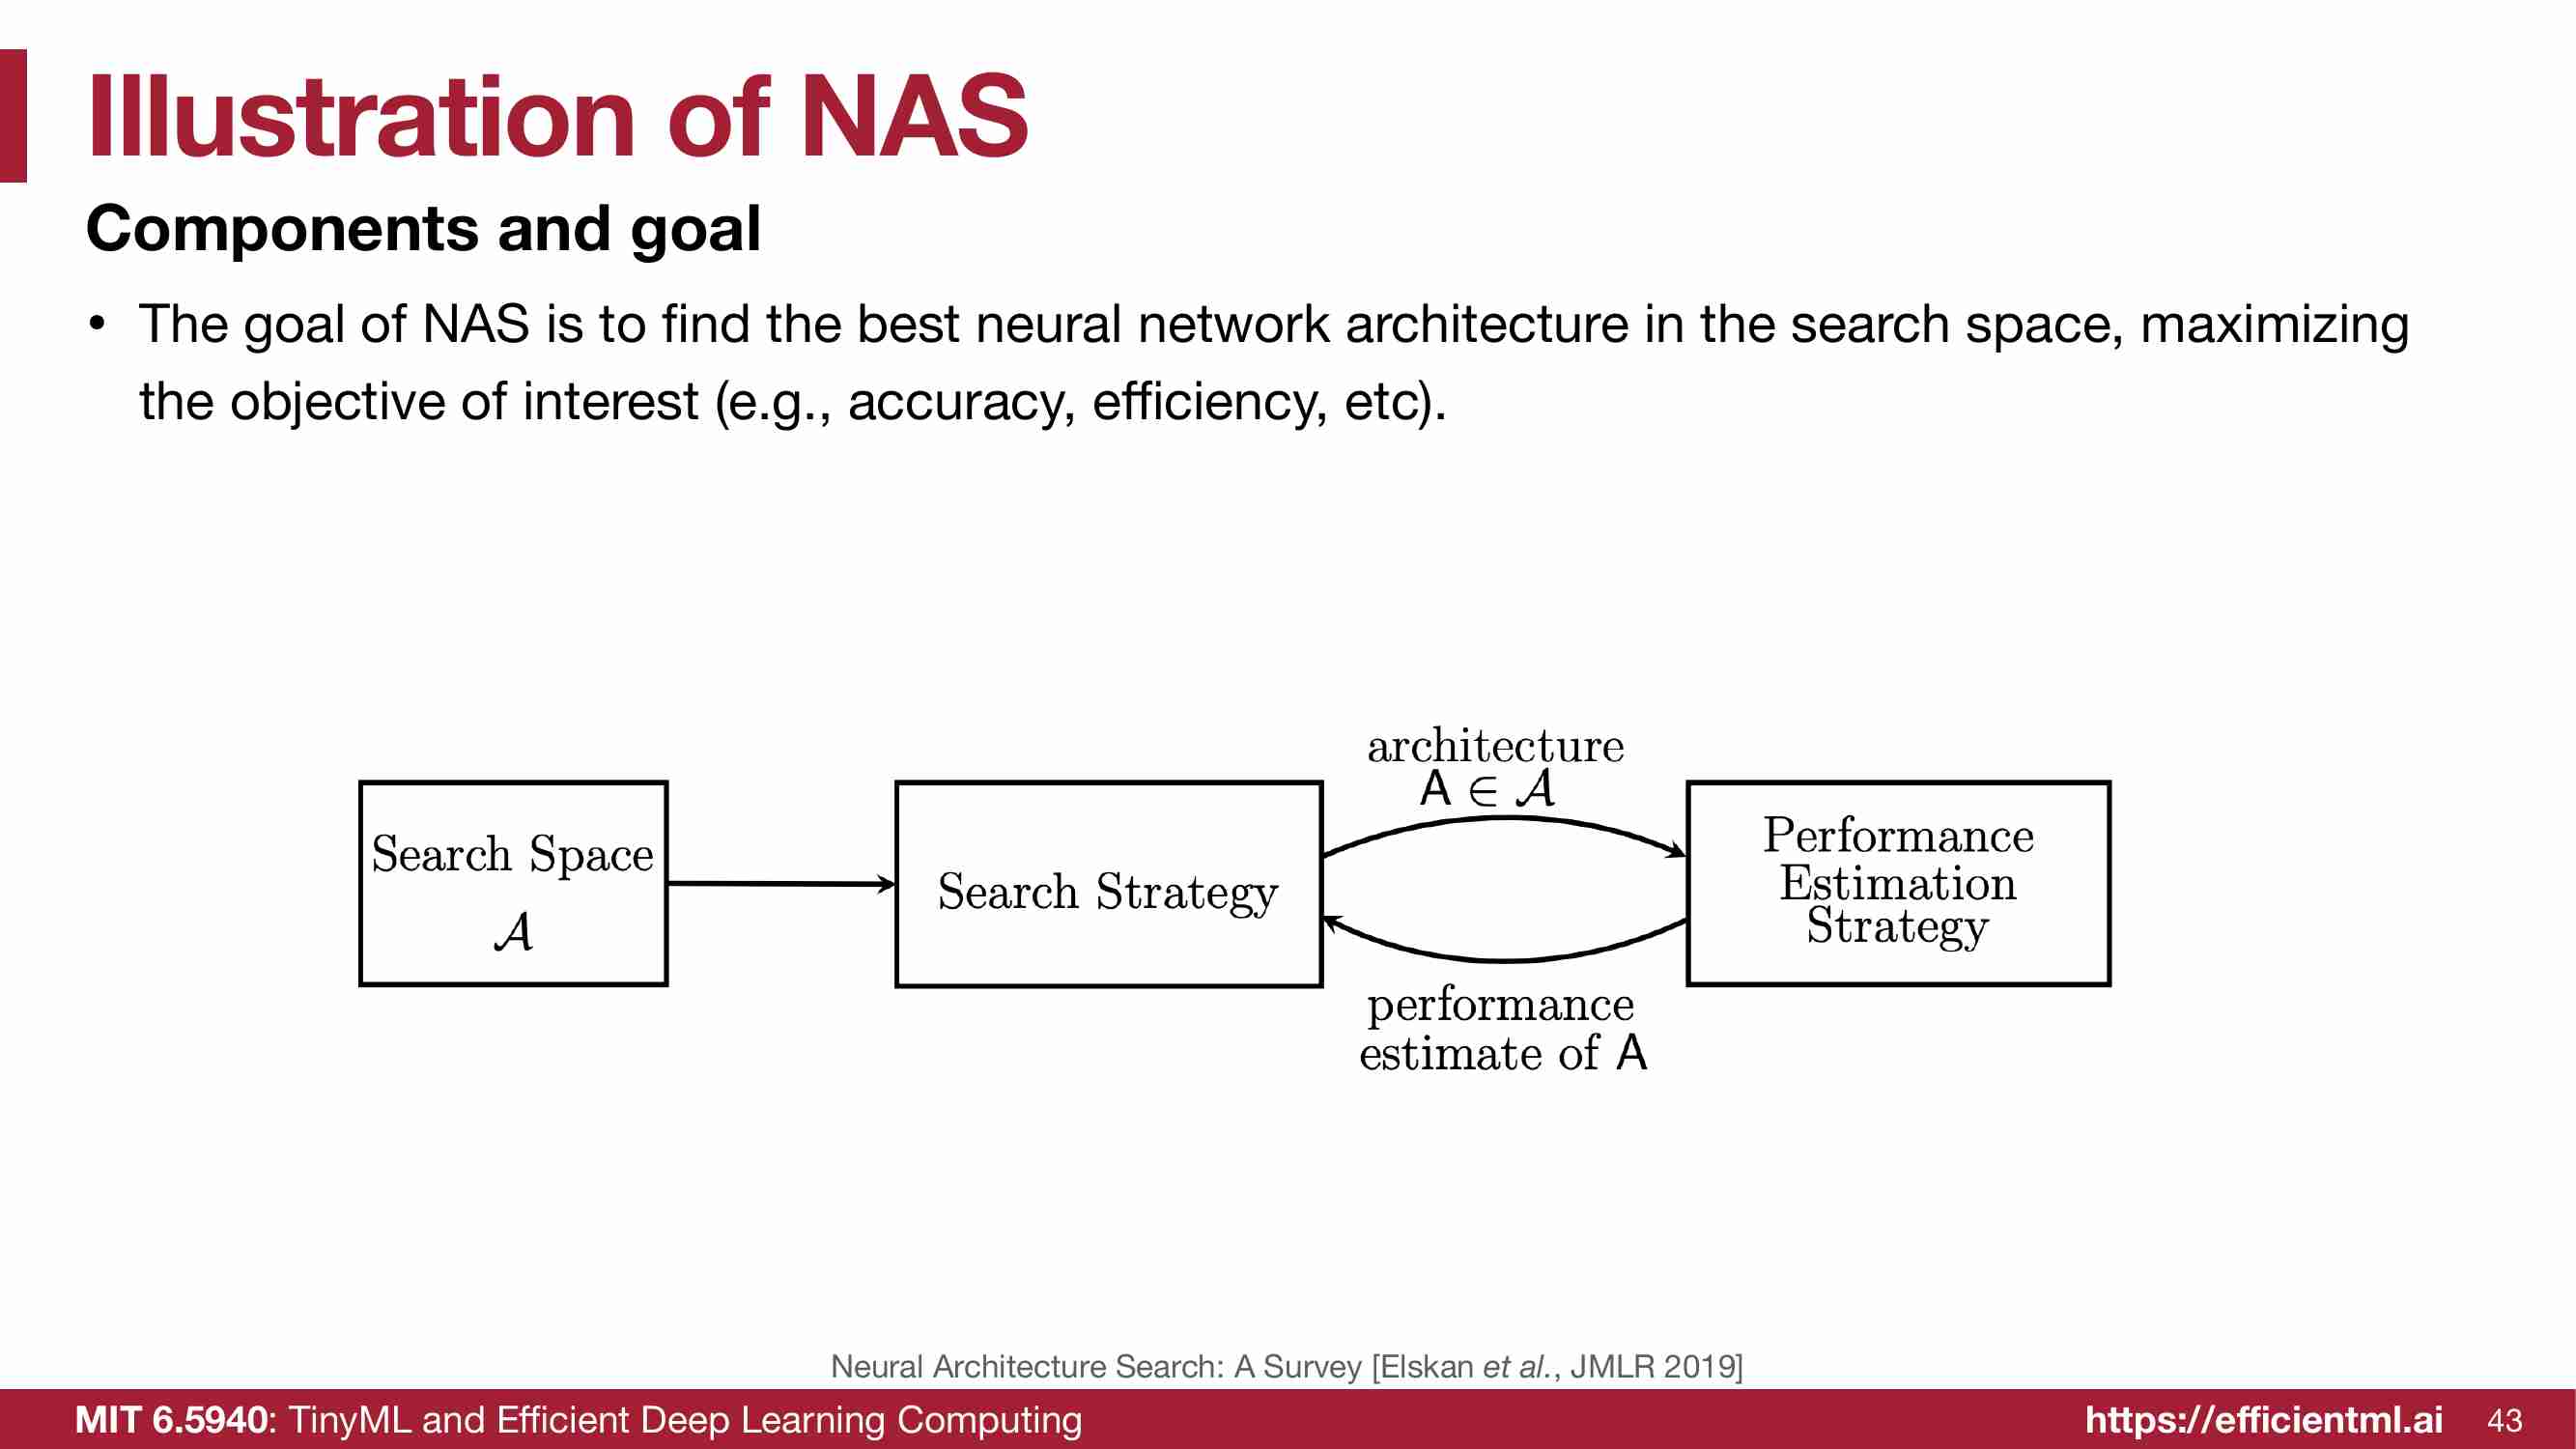 Illustration of NAS
Components and goal
• The goal of NAS is to find the best neural network architecture in the search space, maximizing
the objective of interest (e.g., accuracy, efficiency, etc).
Search Space
𝒜
Search Strategy
architecture
A ∈ 𝒜
Performance
Estimation
Strategy
performance
estimate of A
Neural Architecture Search: A Survey [Elskan et al., JMLR 2019]
MIT 6.5940: TinyML and Efficient Deep Learning Computing
https://efficientml.ai 43